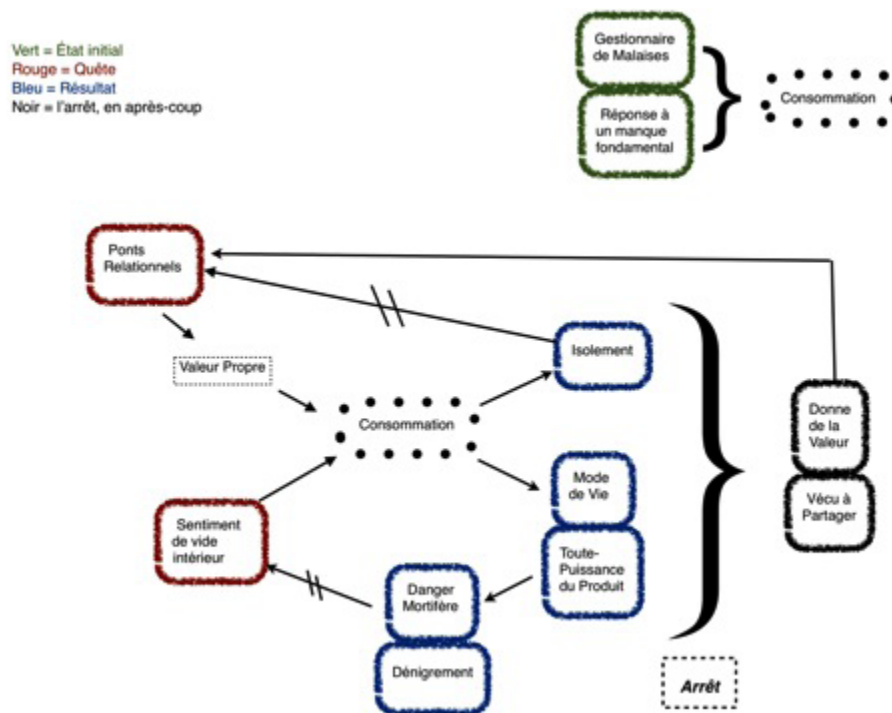 Vert = État initial
Rouge = Quête
Bleu = Résultat
Noir = l'arrêt, en après-coup
Gestionnaire
de Malaises
Réponse à
un manque
fondamental
Consommation
Ponts
Relationnels
Valeur Propre
Isolement
Consommation
Donne
de la
Valeur
Mode
de Vie
Vécu à
Partager
Sentiment
de vide
intérieur
Toute-
Puissance
du Produit
Danger
Mortifère
Dénigrement
Arrêt